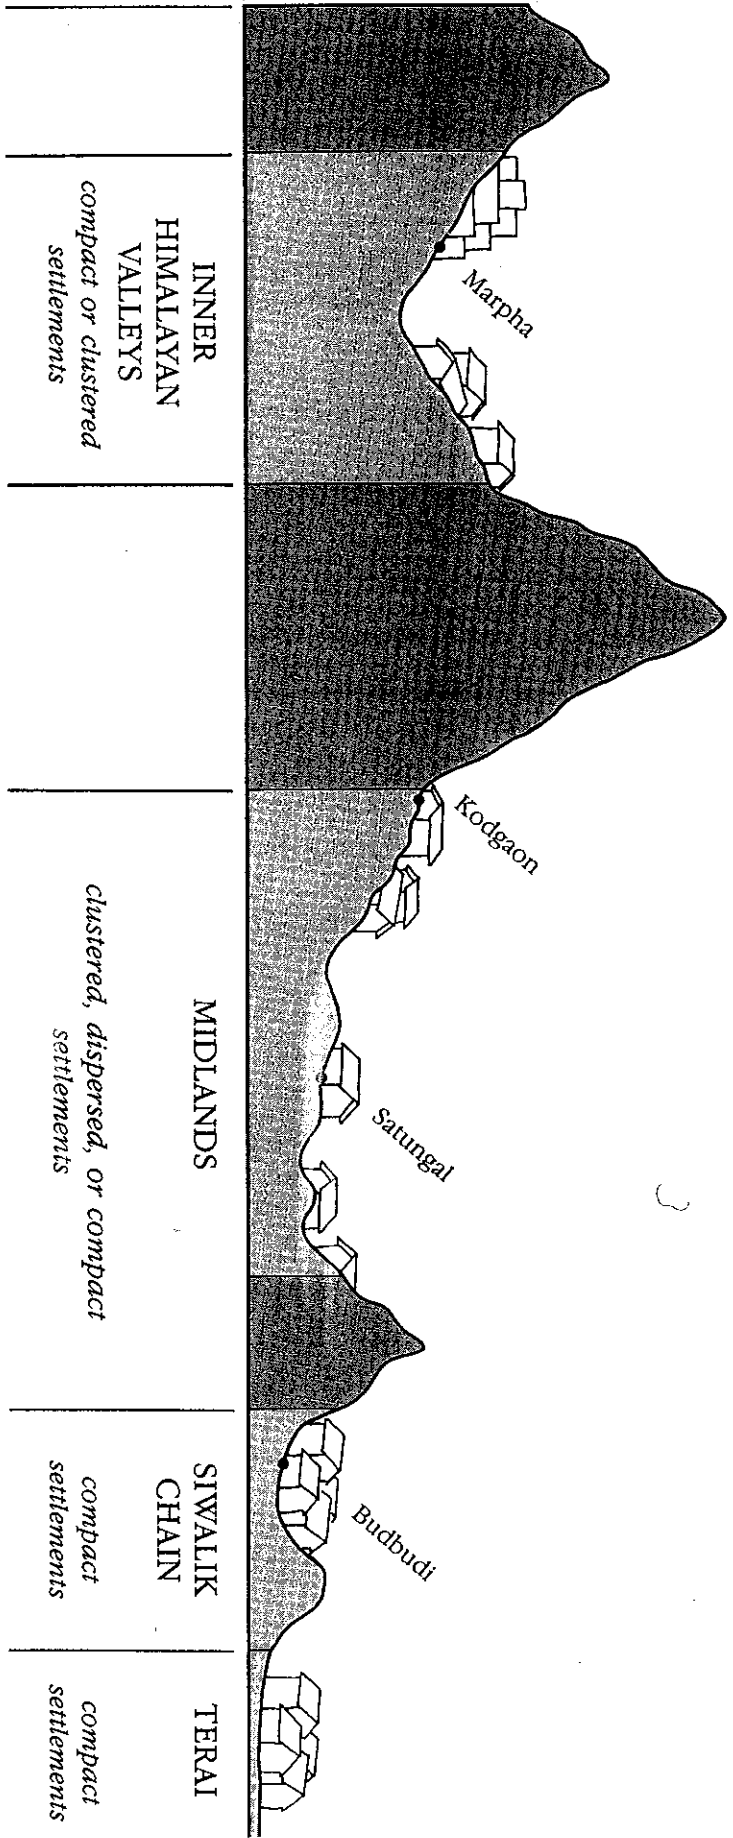 Marpha
Kodgaon
Satungal
Budbudi
INNER
HIMALAYAN
VALLEYS
compact or clustered
settlements
MIDLANDS
clustered, dispersed, or compact
settlements
SIWALIK
CHAIN
compact
settlements
TERAI
compact
settlements